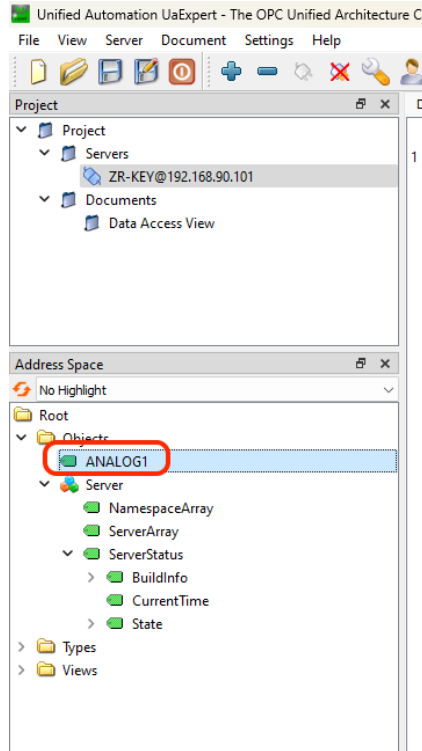 Unified Automation UaExpert - The OPC Unified Architecture C
File View Server Document Settings Help
Project
Project
Servers
ZR-KEY@192.168.90.101
Documents
Data Access View
1
Address Space
No Highlight
Root
Objects
ANALOG1
Server
NamespaceArray
ServerArray
ServerStatus
BuildInfo
CurrentTime
State
Types
Views